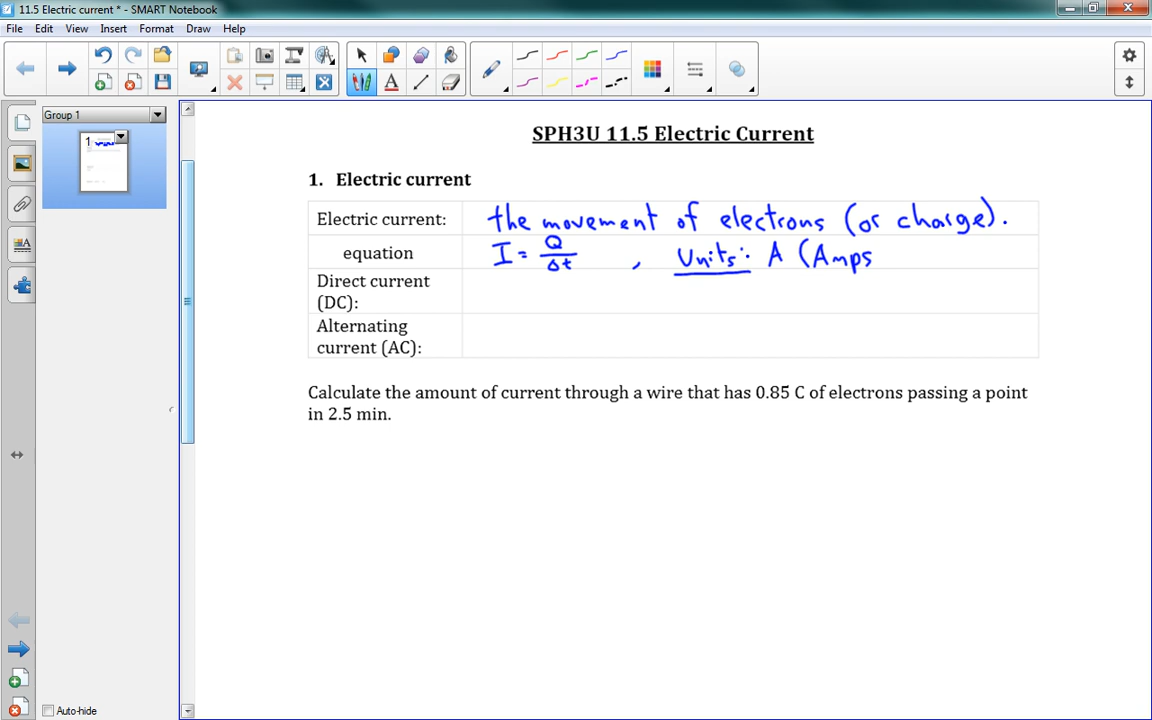 11.5 Electric current * - SMART Notebook
File Edit View Insert Format Draw Help
Group 1
1
SPH3U 11.5 Electric Current
1. Electric current
Electric current: the movement of electrons (or charge).
equation I = Q/Δt , Units: A (Amps
Direct current
(DC):
Alternating
current (AC):
Calculate the amount of current through a wire that has 0.85 C of electrons passing a point
in 2.5 min.
Auto-hide